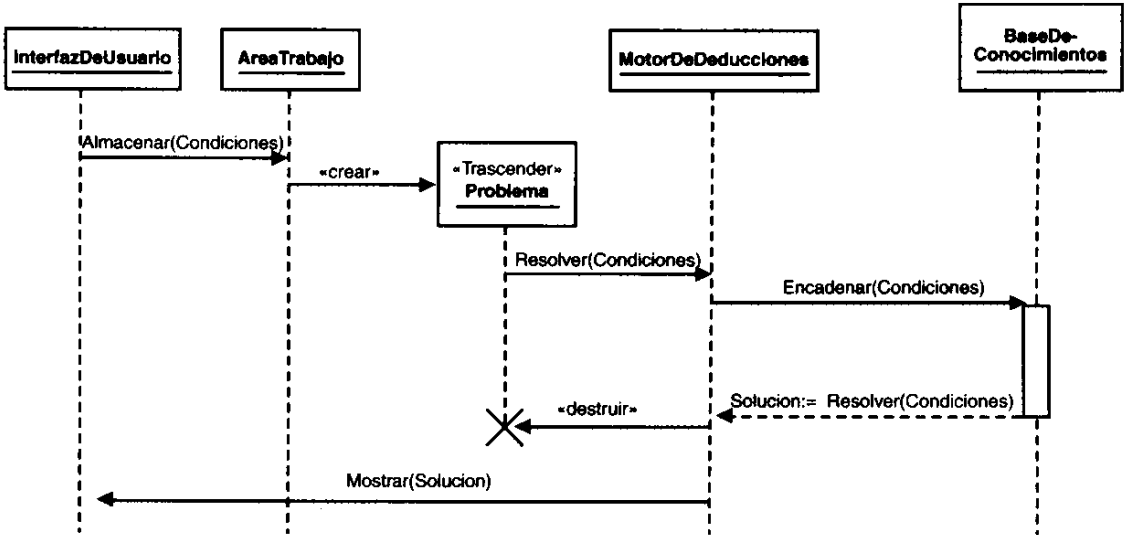 InterfazDeUsuario
AreaTrabajo
MotorDeDeducciones
BaseDe-
Conocimientos
Almacenar(Condiciones)
«crear»
«Trascender»
Problema
Resolver(Condiciones)
Encadenar(Condiciones)
Solucion:= Resolver(Condiciones)
«destruir»
Mostrar(Solucion)